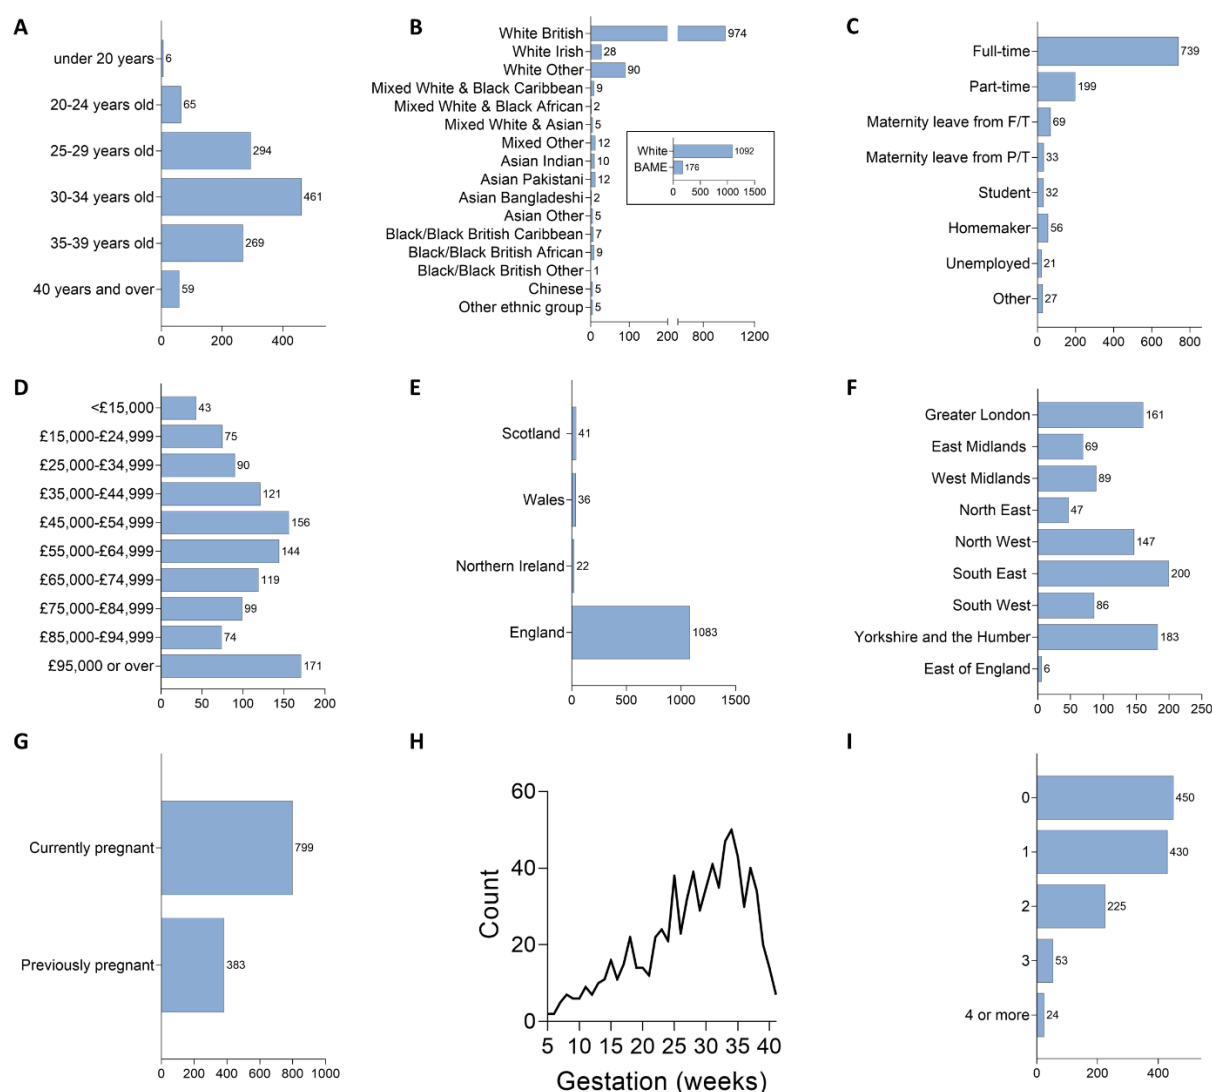 A
under 20 years 6
20-24 years old 65
25-29 years old 294
30-34 years old 461
35-39 years old 269
40 years and over 59
0 200 400
B
White British 974
White Irish 28
White Other 90
Mixed White & Black Caribbean 9
Mixed White & Black African 2
Mixed White & Asian 5
Mixed Other 12
Asian Indian 10
Asian Pakistani 12
Asian Bangladeshi 2
Asian Other 5
Black/Black British Caribbean 7
Black/Black British African 9
Black/Black British Other 1
Chinese 5
Other ethnic group 5
0 100 200 800 1200
White 1092
BAME 176
0 500 1000 1500
C
Full-time 739
Part-time 199
Maternity leave from F/T 69
Maternity leave from P/T 33
Student 32
Homemaker 56
Unemployed 21
Other 27
0 200 400 600 800
D
<£15,000 43
£15,000-£24,999 75
£25,000-£34,999 90
£35,000-£44,999 121
£45,000-£54,999 156
£55,000-£64,999 144
£65,000-£74,999 119
£75,000-£84,999 99
£85,000-£94,999 74
£95,000 or over 171
0 50 100 150 200
E
Scotland 41
Wales 36
Northern Ireland 22
England 1083
0 500 1000 1500
F
Greater London 161
East Midlands 69
West Midlands 89
North East 47
North West 147
South East 200
South West 86
Yorkshire and the Humber 183
East of England 6
0 50 100 150 200 250
G
Currently pregnant 799
Previously pregnant 383
0 200 400 600 800 1000
H
Count
60
40
20
0
5 10 15 20 25 30 35 40
Gestation (weeks)
I
0 450
1 430
2 225
3 53
4 or more 24
0 200 400